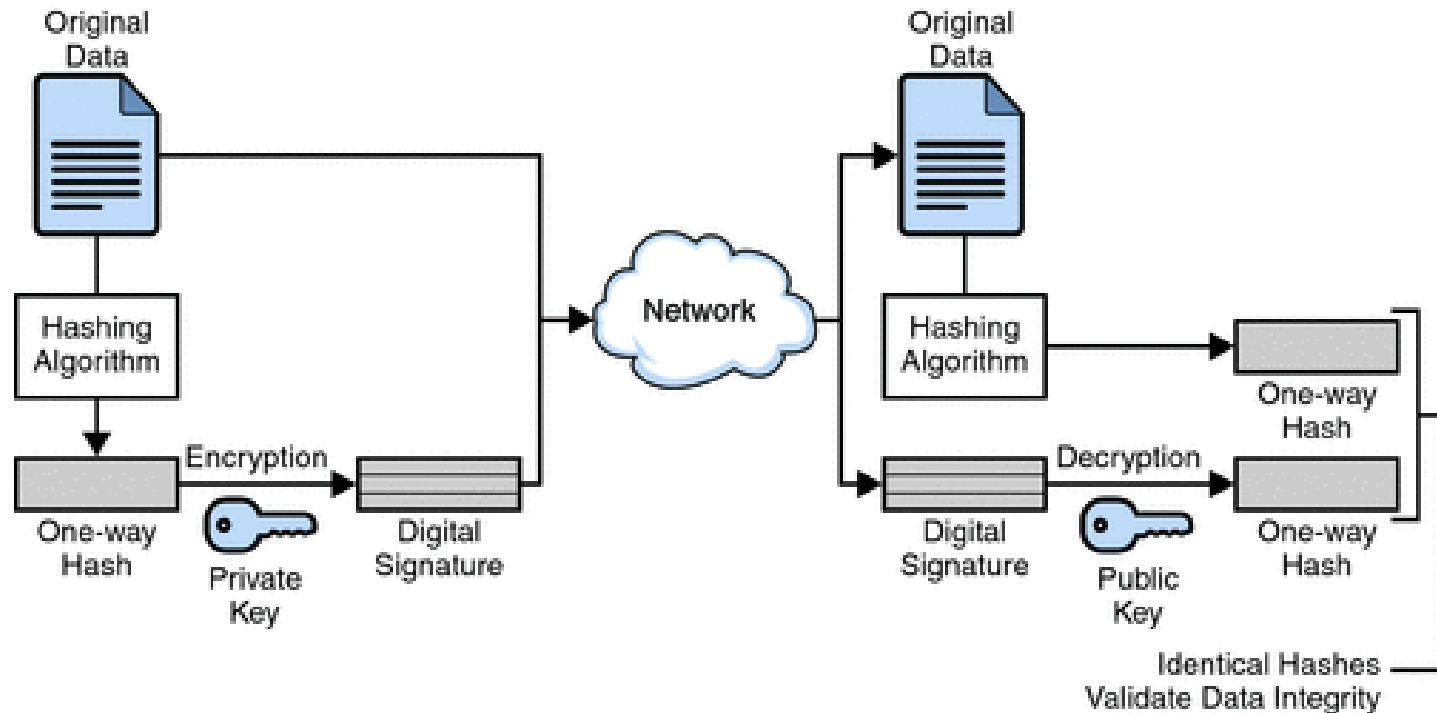 Original
Data
Hashing
Algorithm
One-way
Hash
Encryption
Private
Key
Digital
Signature
Network
Original
Data
Hashing
Algorithm
One-way
Hash
Digital
Signature
Decryption
Public
Key
One-way
Hash
Identical Hashes
Validate Data Integrity